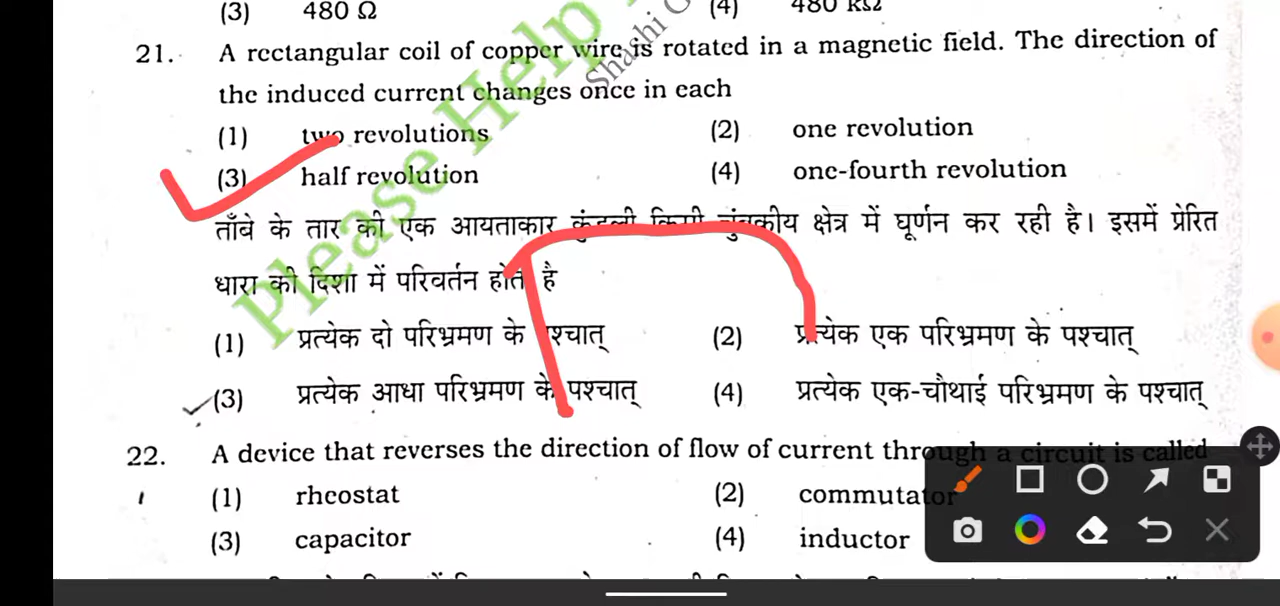 (3) 480 Ω (4) 480 kΩ
21. A rectangular coil of copper wire is rotated in a magnetic field. The direction of
the induced current changes once in each
(1) two revolutions (2) one revolution
(3) half revolution (4) one-fourth revolution
ताँबे के तार की एक आयताकार कुंडली किसी चुंबकीय क्षेत्र में घूर्णन कर रही है। इसमें प्रेरित
धारा की दिशा में परिवर्तन होता है
(1) प्रत्येक दो परिभ्रमण के पश्चात् (2) प्रत्येक एक परिभ्रमण के पश्चात्
(3) प्रत्येक आधा परिभ्रमण के पश्चात् (4) प्रत्येक एक-चौथाई परिभ्रमण के पश्चात्
22. A device that reverses the direction of flow of current through a circuit is called
(1) rheostat (2) commutator
(3) capacitor (4) inductor
Please Help
Shashi